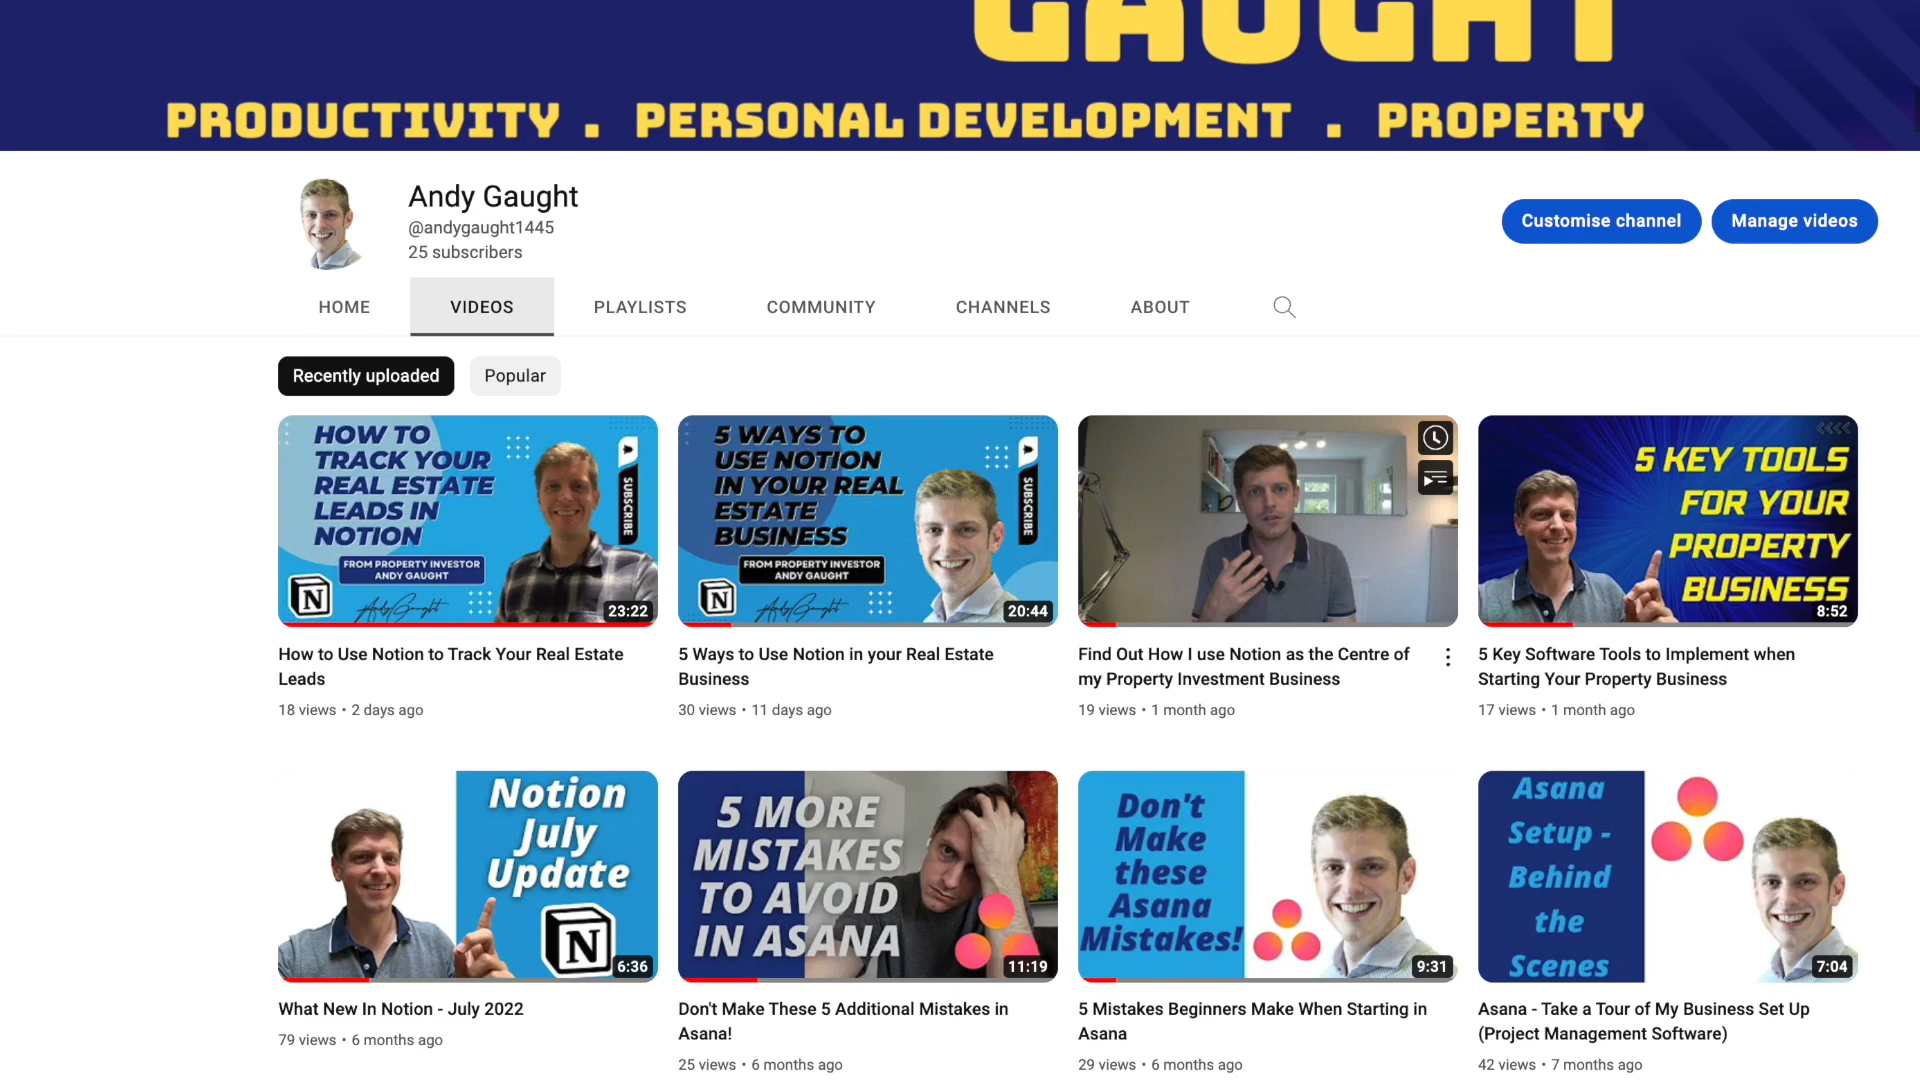 GAUGHT
PRODUCTIVITY . PERSONAL DEVELOPMENT . PROPERTY
Andy Gaught
@andygaught1445
25 subscribers
Customise channel
Manage videos
HOME
VIDEOS
PLAYLISTS
COMMUNITY
CHANNELS
ABOUT
Recently uploaded
Popular
HOW TO
TRACK YOUR
REAL ESTATE
LEADS IN
NOTION
FROM PROPERTY INVESTOR
ANDY GAUGHT
SUBSCRIBE
N
Andy Gaught
23:22
5 WAYS TO
USE NOTION
IN YOUR REAL
ESTATE
BUSINESS
FROM PROPERTY INVESTOR
ANDY GAUGHT
SUBSCRIBE
N
Andy Gaught
20:44
5 KEY TOOLS
FOR YOUR
PROPERTY
BUSINESS
8:52
How to Use Notion to Track Your Real Estate
Leads
18 views • 2 days ago
5 Ways to Use Notion in your Real Estate
Business
30 views • 11 days ago
Find Out How I use Notion as the Centre of
my Property Investment Business
19 views • 1 month ago
5 Key Software Tools to Implement when
Starting Your Property Business
17 views • 1 month ago
Notion
July
Update
N
6:36
5 MORE
MISTAKES
TO AVOID
IN ASANA
11:19
Don't
Make
these
Asana
Mistakes!
9:31
Asana
Setup -
Behind
the
Scenes
7:04
What New In Notion - July 2022
79 views • 6 months ago
Don't Make These 5 Additional Mistakes in
Asana!
25 views • 6 months ago
5 Mistakes Beginners Make When Starting in
Asana
29 views • 6 months ago
Asana - Take a Tour of My Business Set Up
(Project Management Software)
42 views • 7 months ago